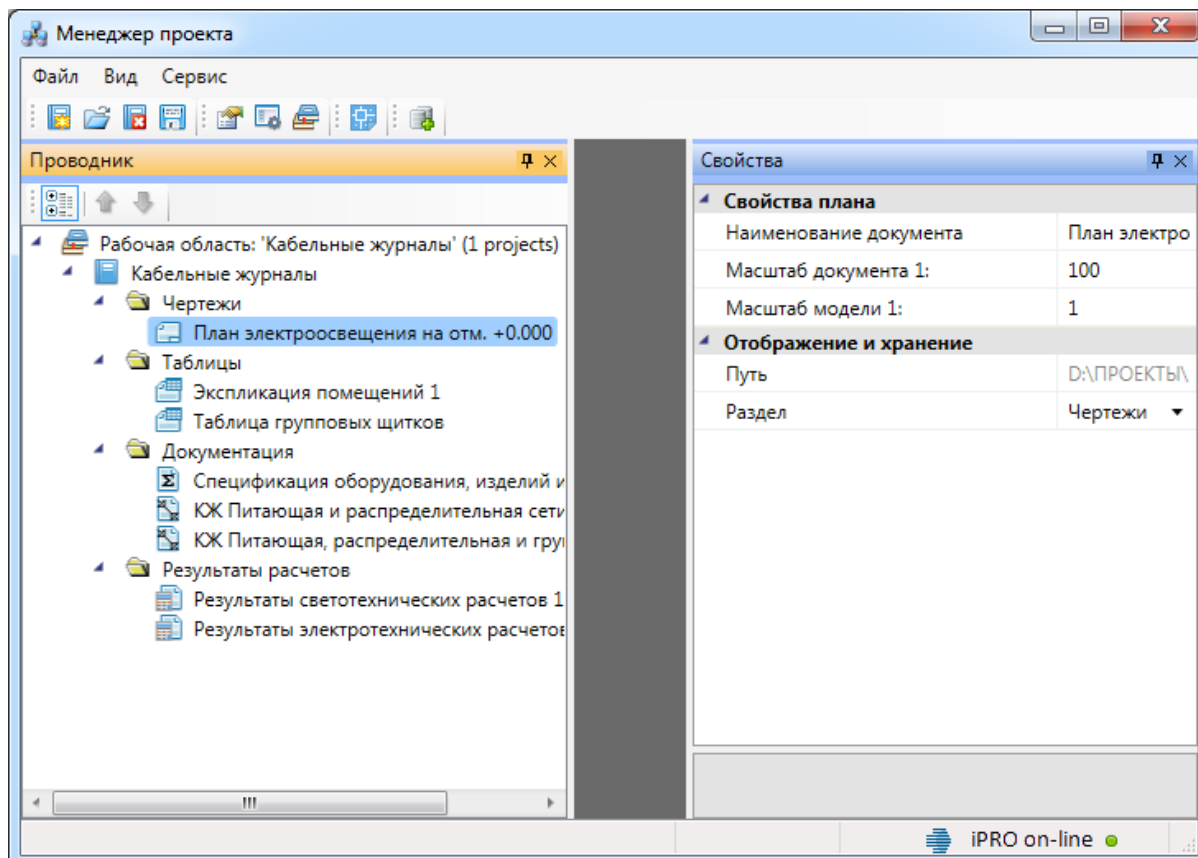 Менеджер проекта
Файл Вид Сервис
Проводник
Рабочая область: 'Кабельные журналы' (1 projects)
Кабельные журналы
Чертежи
План электроосвещения на отм. +0.000
Таблицы
Экспликация помещений 1
Таблица групповых щитков
Документация
Спецификация оборудования, изделий и
КЖ Питающая и распределительная сети
КЖ Питающая, распределительная и гру
Результаты расчетов
Результаты светотехнических расчетов 1
Результаты электротехнических расчетов
Свойства
Свойства плана
Наименование документа План электро
Масштаб документа 1: 100
Масштаб модели 1: 1
Отображение и хранение
Путь D:\ПРОЕКТЫ\
Раздел Чертежи
iPRO on-line